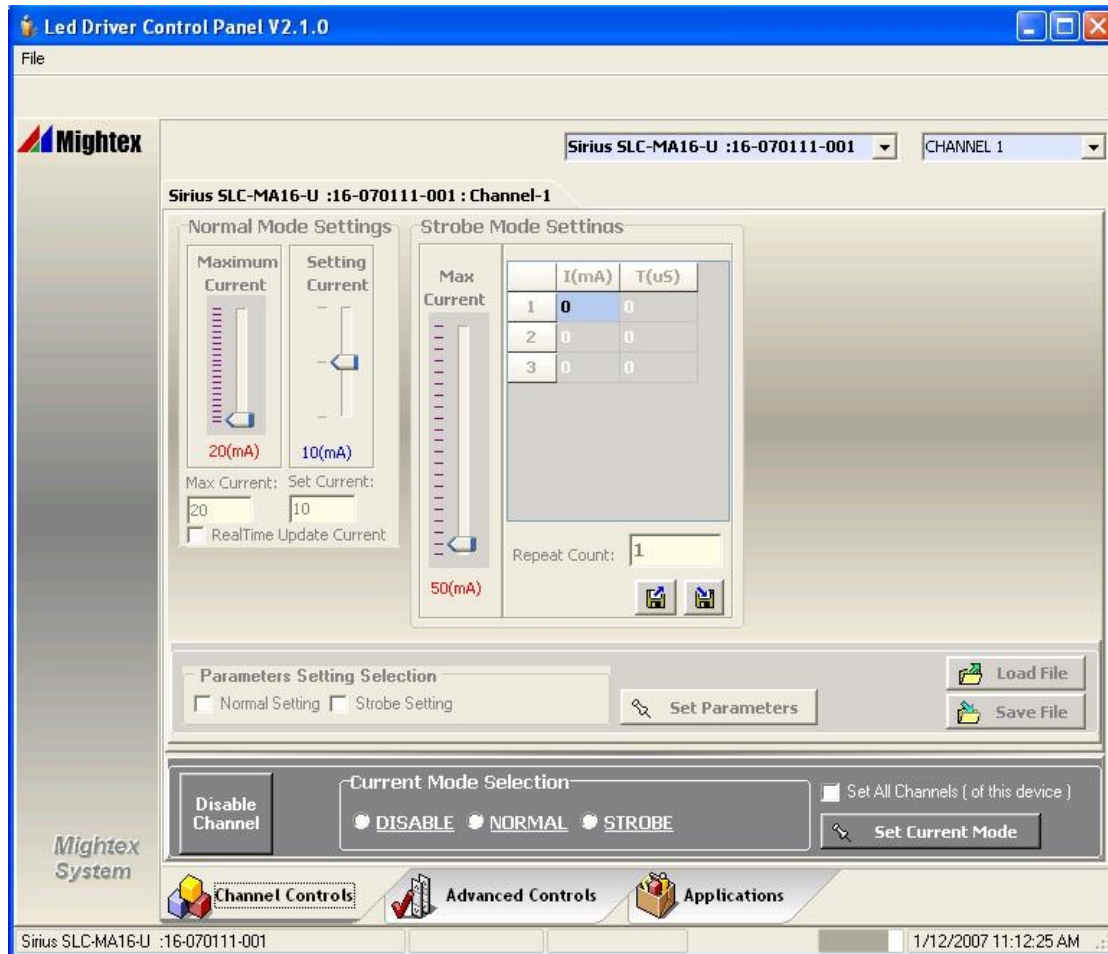 Led Driver Control Panel V2.1.0
File
Mightex
Sirius SLC-MA16-U :16-070111-001
CHANNEL 1
Sirius SLC-MA16-U :16-070111-001 : Channel-1
Normal Mode Settings
Maximum Current
Setting Current
20(mA)
10(mA)
Max Current:
Set Current:
20
10
RealTime Update Current
Strobe Mode Settings
Max Current
50(mA)
I(mA) T(uS)
1 0 0
2 0 0
3 0 0
Repeat Count: 1
Parameters Setting Selection
Normal Setting
Strobe Setting
Set Parameters
Load File
Save File
Disable Channel
Current Mode Selection
DISABLE
NORMAL
STROBE
Set All Channels ( of this device )
Set Current Mode
Mightex System
Channel Controls
Advanced Controls
Applications
Sirius SLC-MA16-U :16-070111-001
1/12/2007 11:12:25 AM